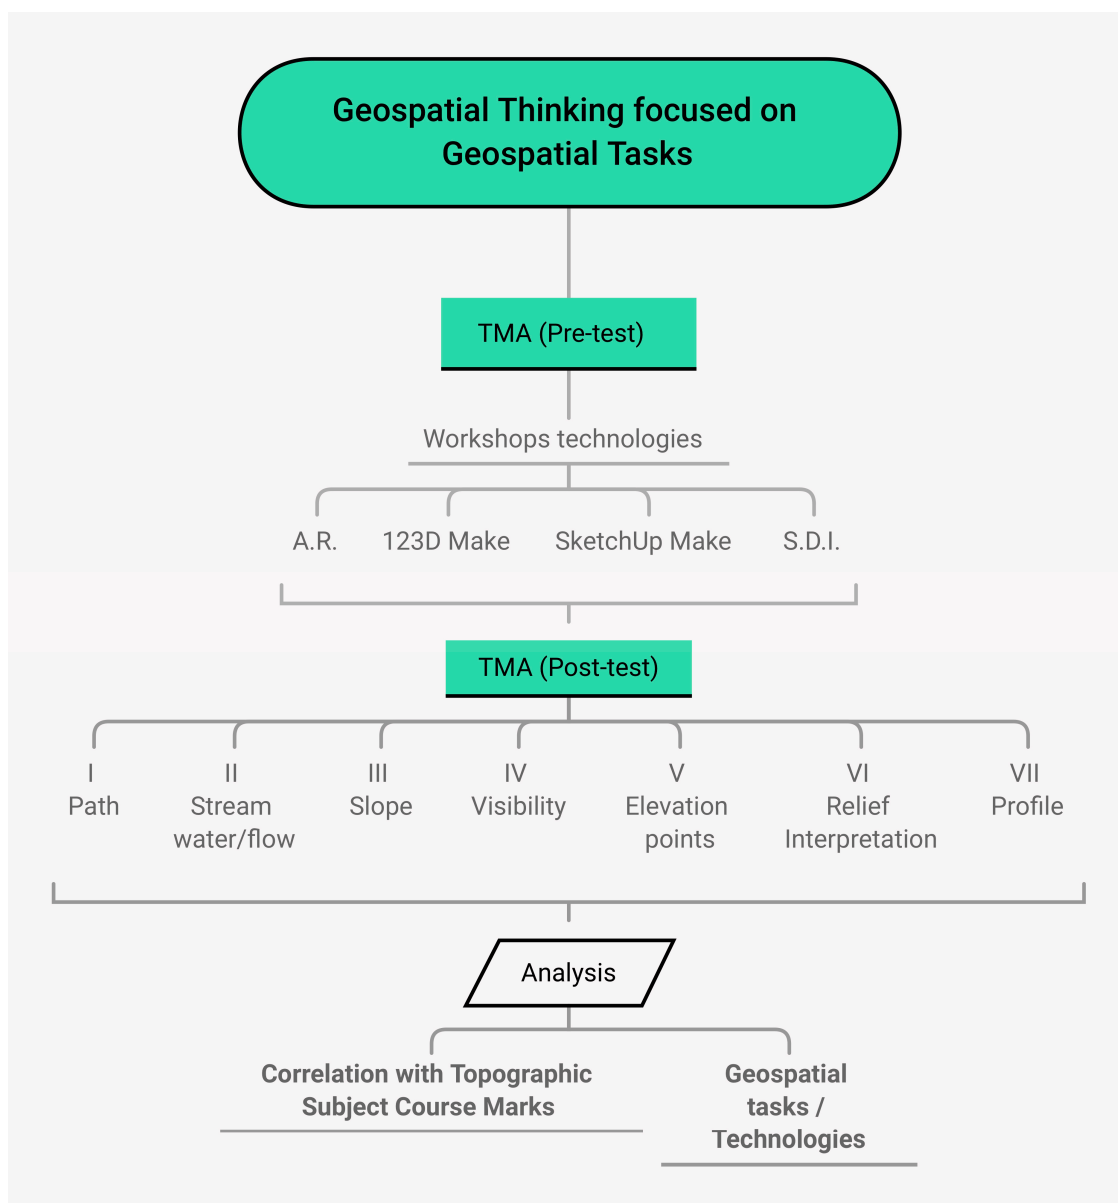 Geospatial Thinking focused on
Geospatial Tasks
TMA (Pre-test)
Workshops technologies
A.R.
123D Make
SketchUp Make
S.D.I.
TMA (Post-test)
I
Path
II
Stream
water/flow
III
Slope
IV
Visibility
V
Elevation
points
VI
Relief
Interpretation
VII
Profile
Analysis
Correlation with Topographic
Subject Course Marks
Geospatial
tasks /
Technologies